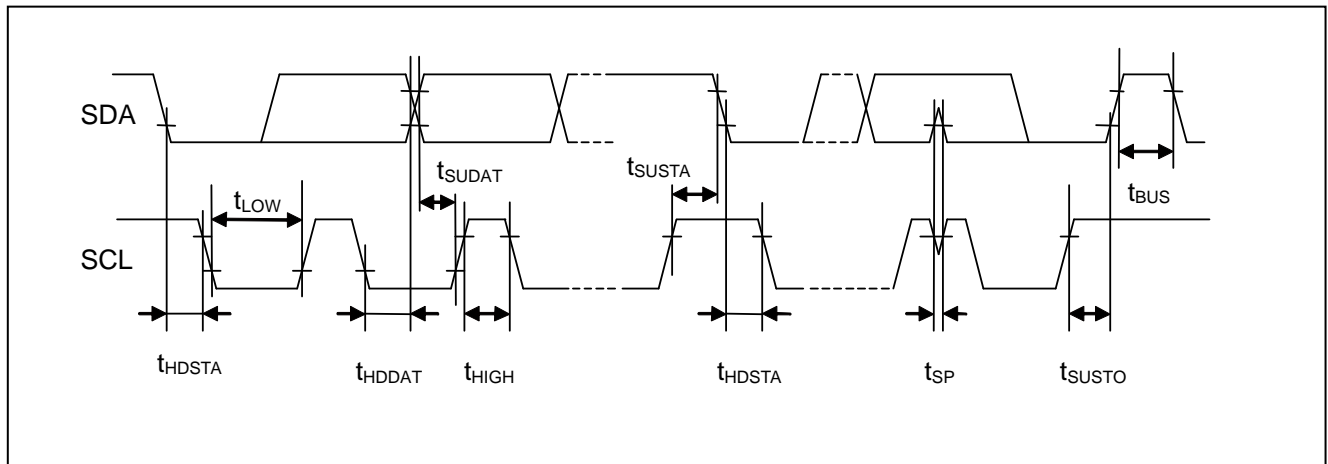 SDA
tSUDAT
tSUSTA
tBUS
tLOW
SCL
tHDSTA
tHDDAT
tHIGH
tHDSTA
tSP
tSUSTO